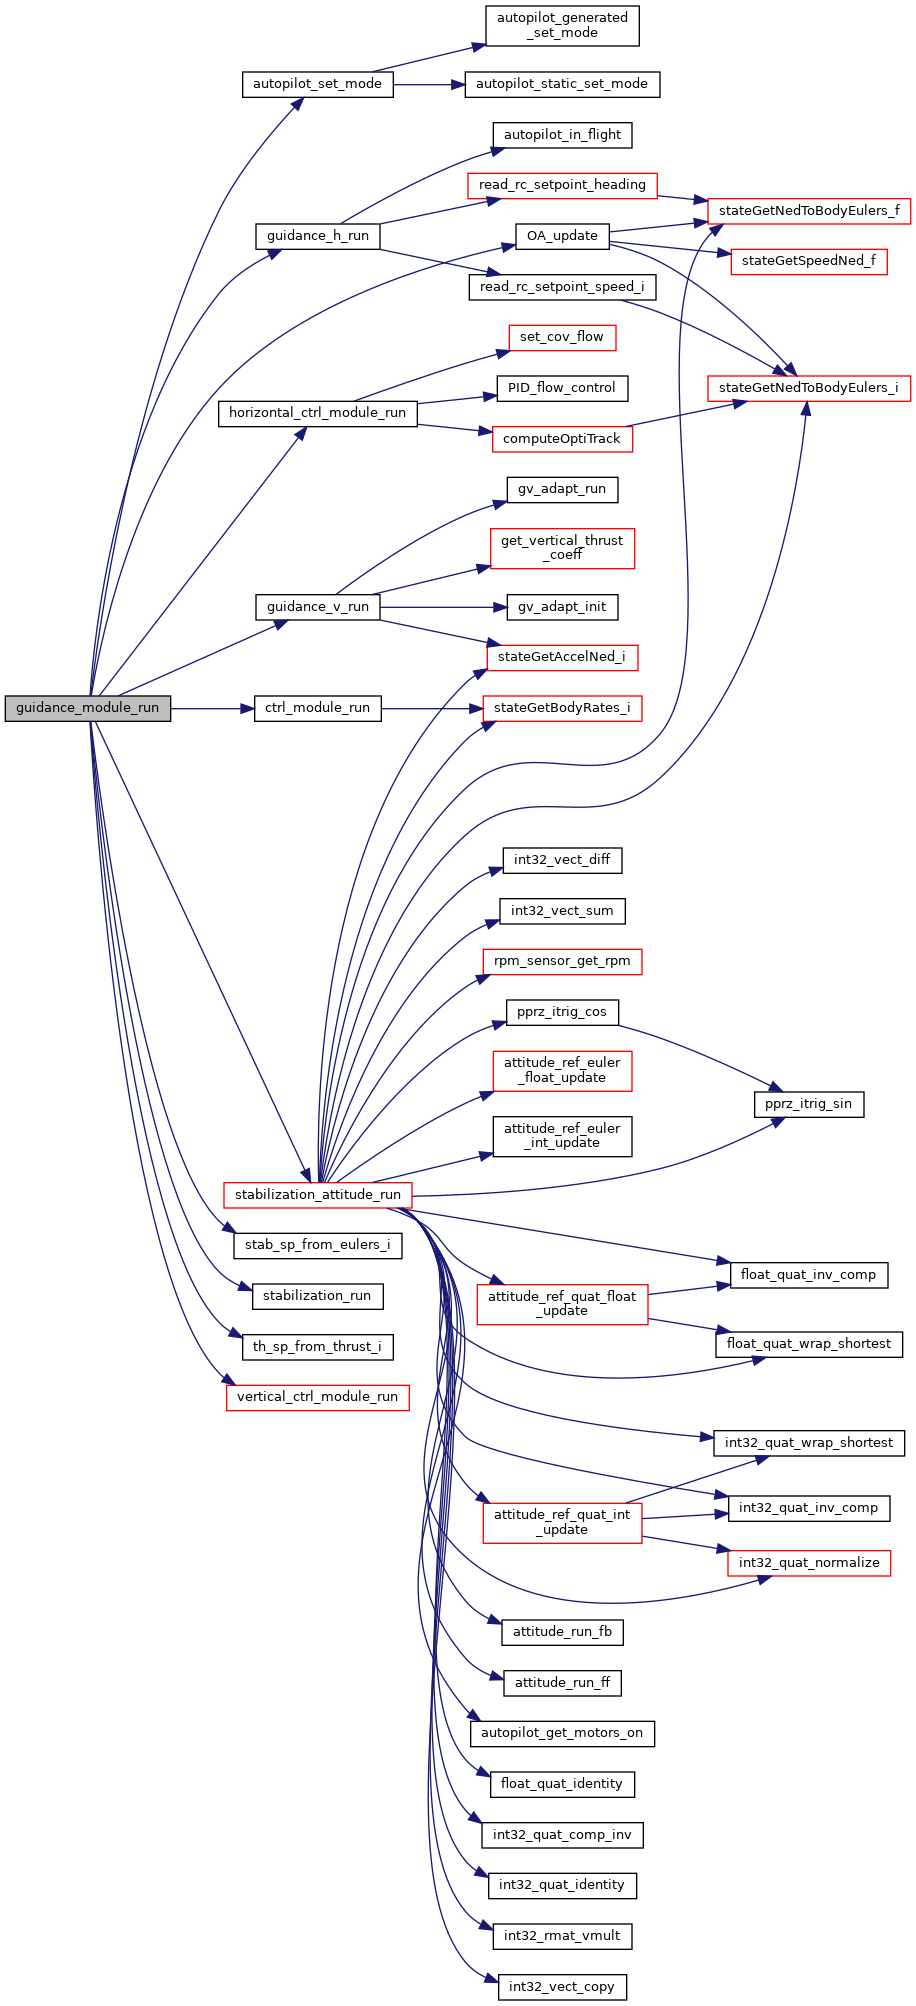 autopilot_generated
_set_mode
autopilot_set_mode
autopilot_static_set_mode
autopilot_in_flight
read_rc_setpoint_heading
stateGetNedToBodyEulers_f
guidance_h_run
OA_update
stateGetSpeedNed_f
read_rc_setpoint_speed_i
set_cov_flow
PID_flow_control
stateGetNedToBodyEulers_i
horizontal_ctrl_module_run
computeOptiTrack
gv_adapt_run
get_vertical_thrust
_coeff
guidance_v_run
gv_adapt_init
stateGetAccelNed_i
guidance_module_run
ctrl_module_run
stateGetBodyRates_i
int32_vect_diff
int32_vect_sum
rpm_sensor_get_rpm
pprz_itrig_cos
attitude_ref_euler
_float_update
pprz_itrig_sin
attitude_ref_euler
_int_update
stabilization_attitude_run
stab_sp_from_eulers_i
float_quat_inv_comp
stabilization_run
attitude_ref_quat_float
_update
th_sp_from_thrust_i
float_quat_wrap_shortest
vertical_ctrl_module_run
int32_quat_wrap_shortest
int32_quat_inv_comp
attitude_ref_quat_int
_update
int32_quat_normalize
attitude_run_fb
attitude_run_ff
autopilot_get_motors_on
float_quat_identity
int32_quat_comp_inv
int32_quat_identity
int32_rmat_vmult
int32_vect_copy